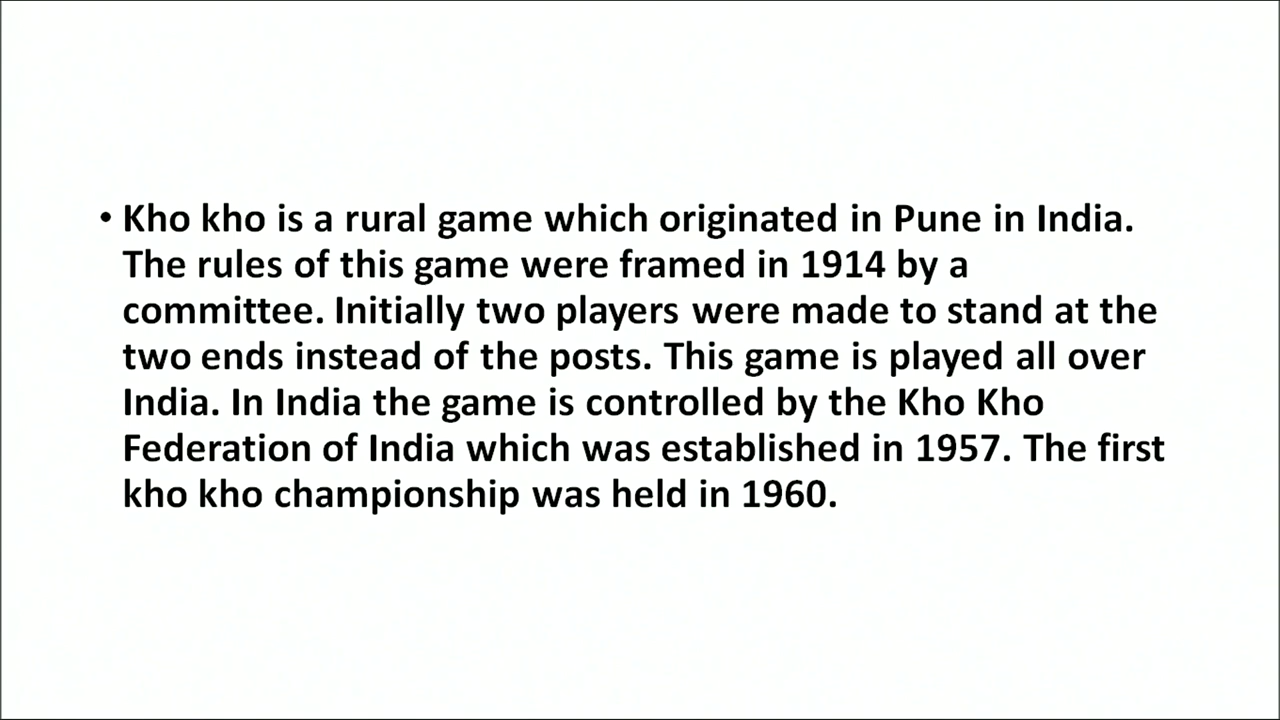 • Kho kho is a rural game which originated in Pune in India.
The rules of this game were framed in 1914 by a
committee. Initially two players were made to stand at the
two ends instead of the posts. This game is played all over
India. In India the game is controlled by the Kho Kho
Federation of India which was established in 1957. The first
kho kho championship was held in 1960.